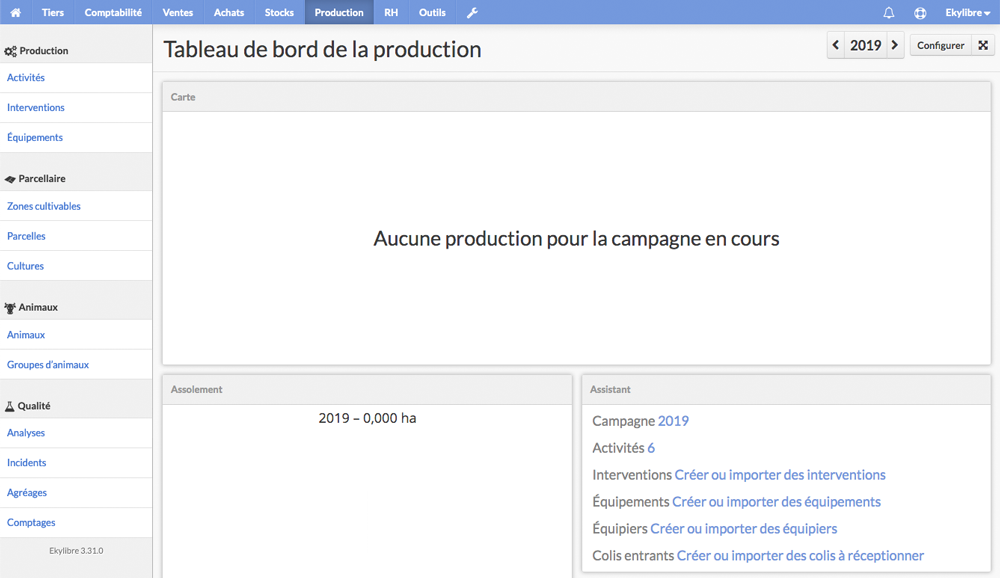 Tiers Comptabilité Ventes Achats Stocks Production RH Outils Ekylibre
Production
Activités
Interventions
Équipements
Parcellaire
Zones cultivables
Parcelles
Cultures
Animaux
Animaux
Groupes d'animaux
Qualité
Analyses
Incidents
Agréages
Comptages
Ekylibre 3.31.0
Tableau de bord de la production
2019
Configurer
Carte
Aucune production pour la campagne en cours
Assolement
2019 – 0,000 ha
Assistant
Campagne 2019
Activités 6
Interventions Créer ou importer des interventions
Équipements Créer ou importer des équipements
Équipiers Créer ou importer des équipiers
Colis entrants Créer ou importer des colis à réceptionner